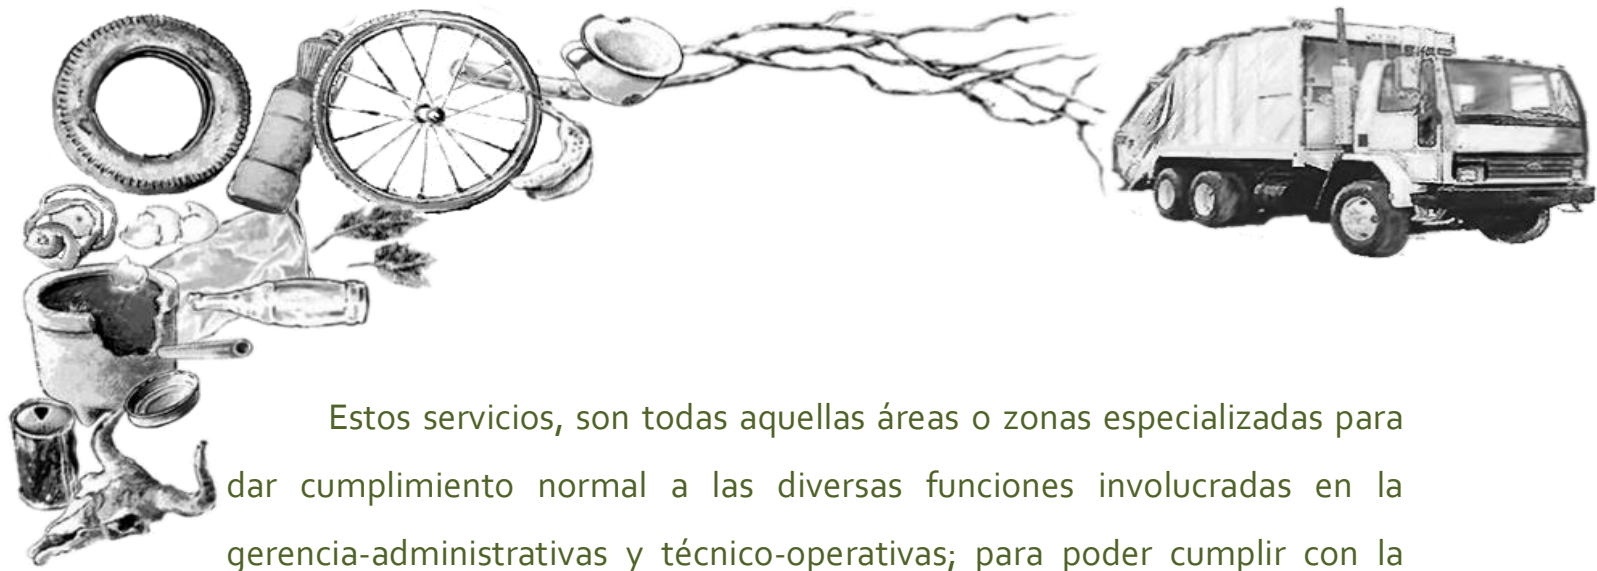 Estos servicios, son todas aquellas áreas o zonas especializadas para
dar cumplimiento normal a las diversas funciones involucradas en la
gerencia-administrativas y técnico-operativas; para poder cumplir con la